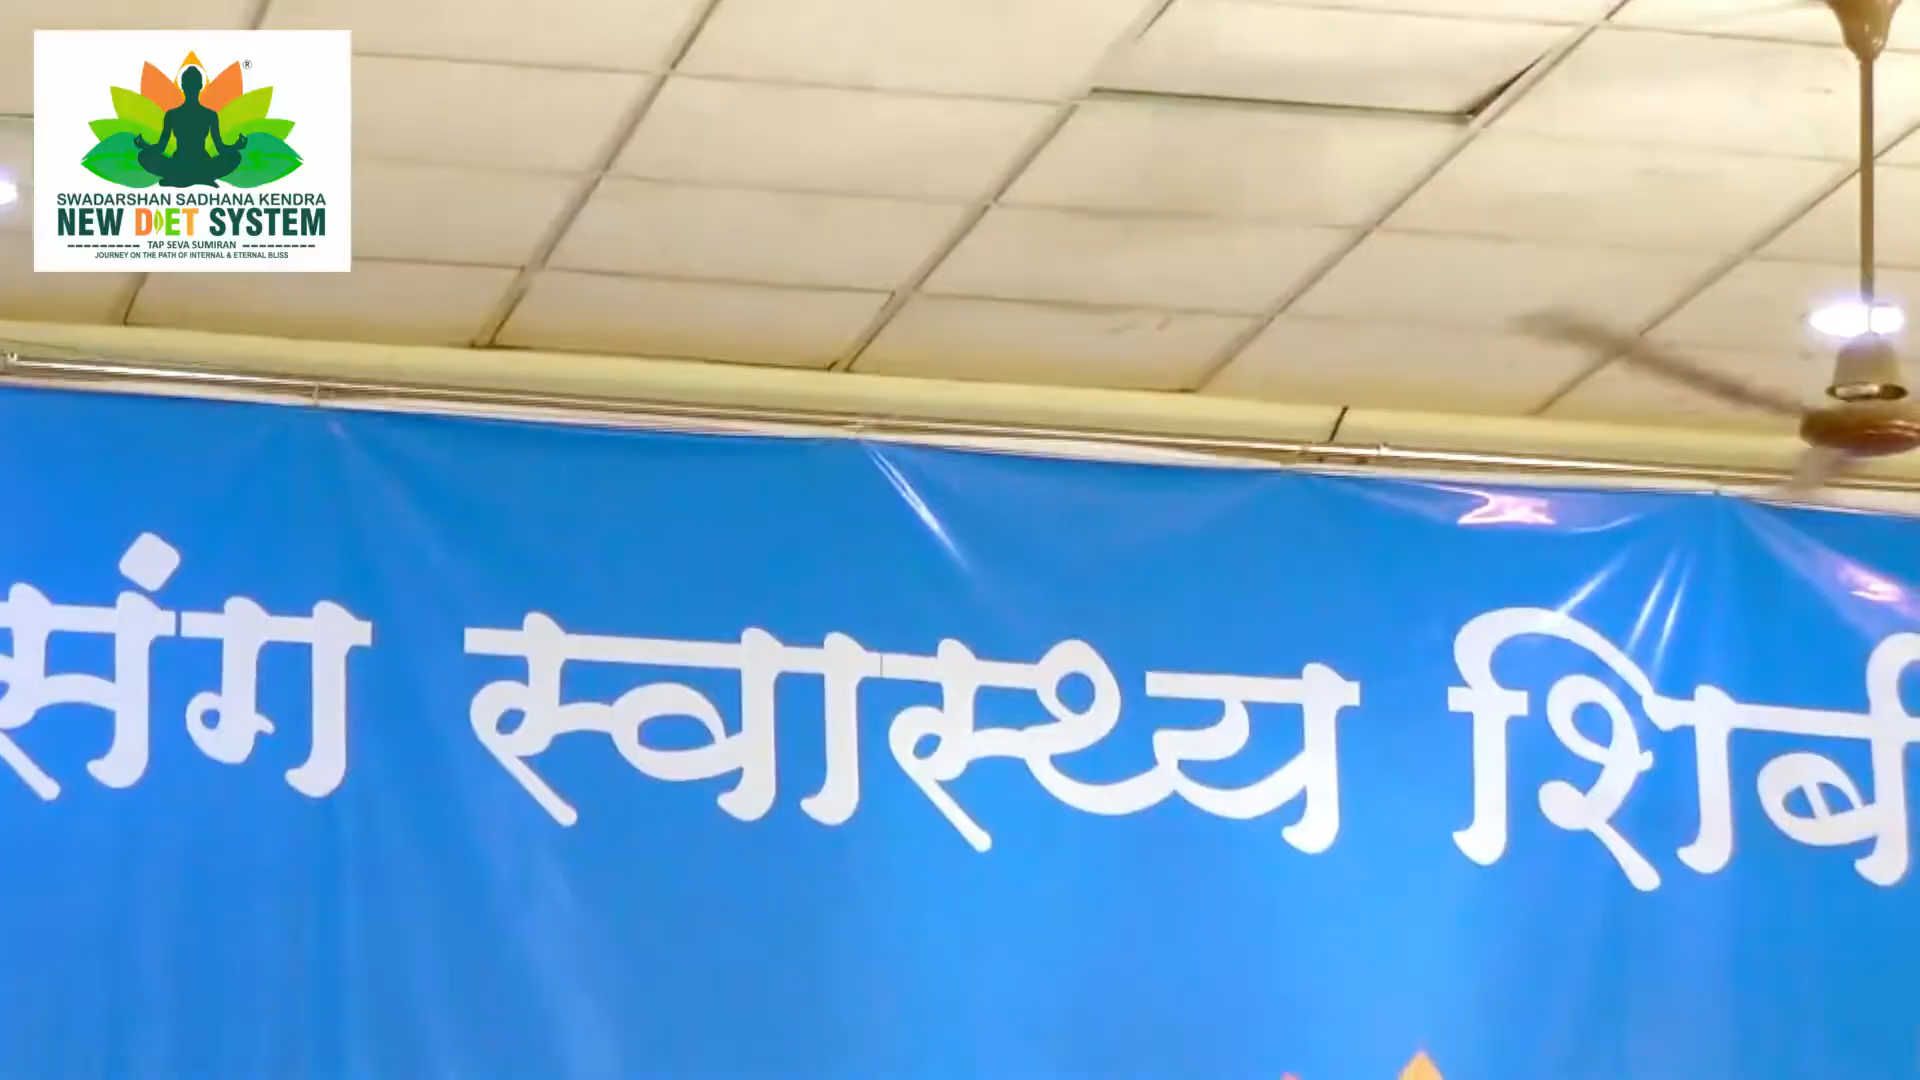 SWADARSHAN SADHANA KENDRA
NEW DIET SYSTEM
TAP SEVA SUMIRAN
JOURNEY ON THE PATH OF INTERNAL & ETERNAL BLISS
संग स्वास्थ्य